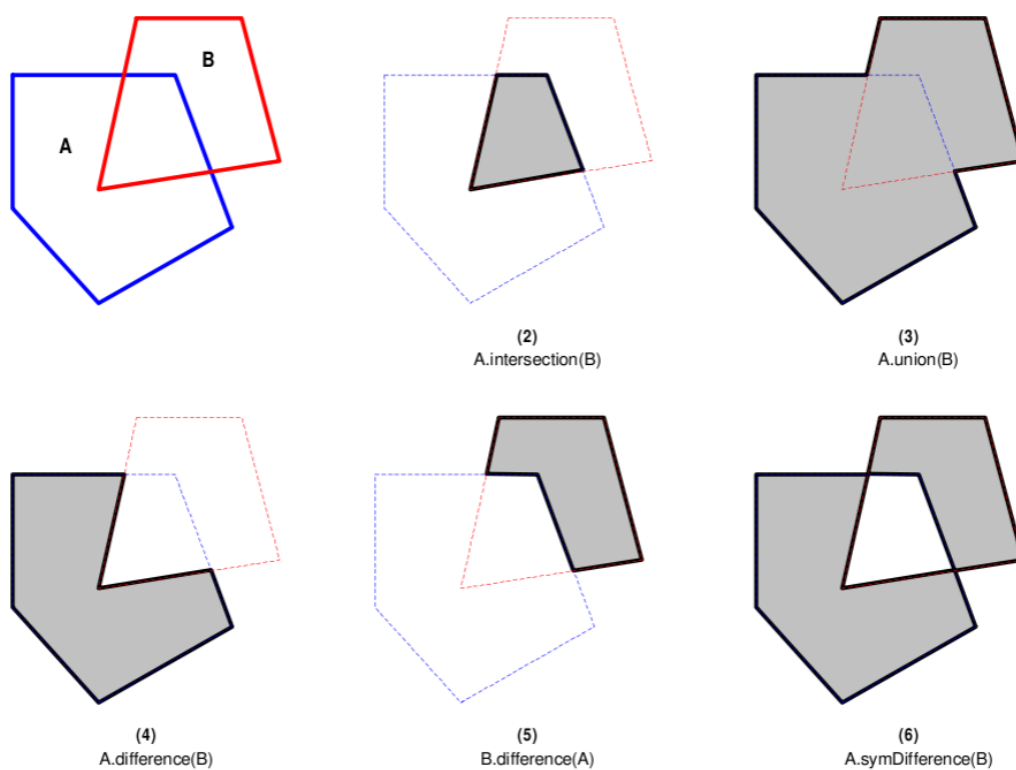 B
A
(2)
A.intersection(B)
(3)
A.union(B)
(4)
A.difference(B)
(5)
B.difference(A)
(6)
A.symDifference(B)